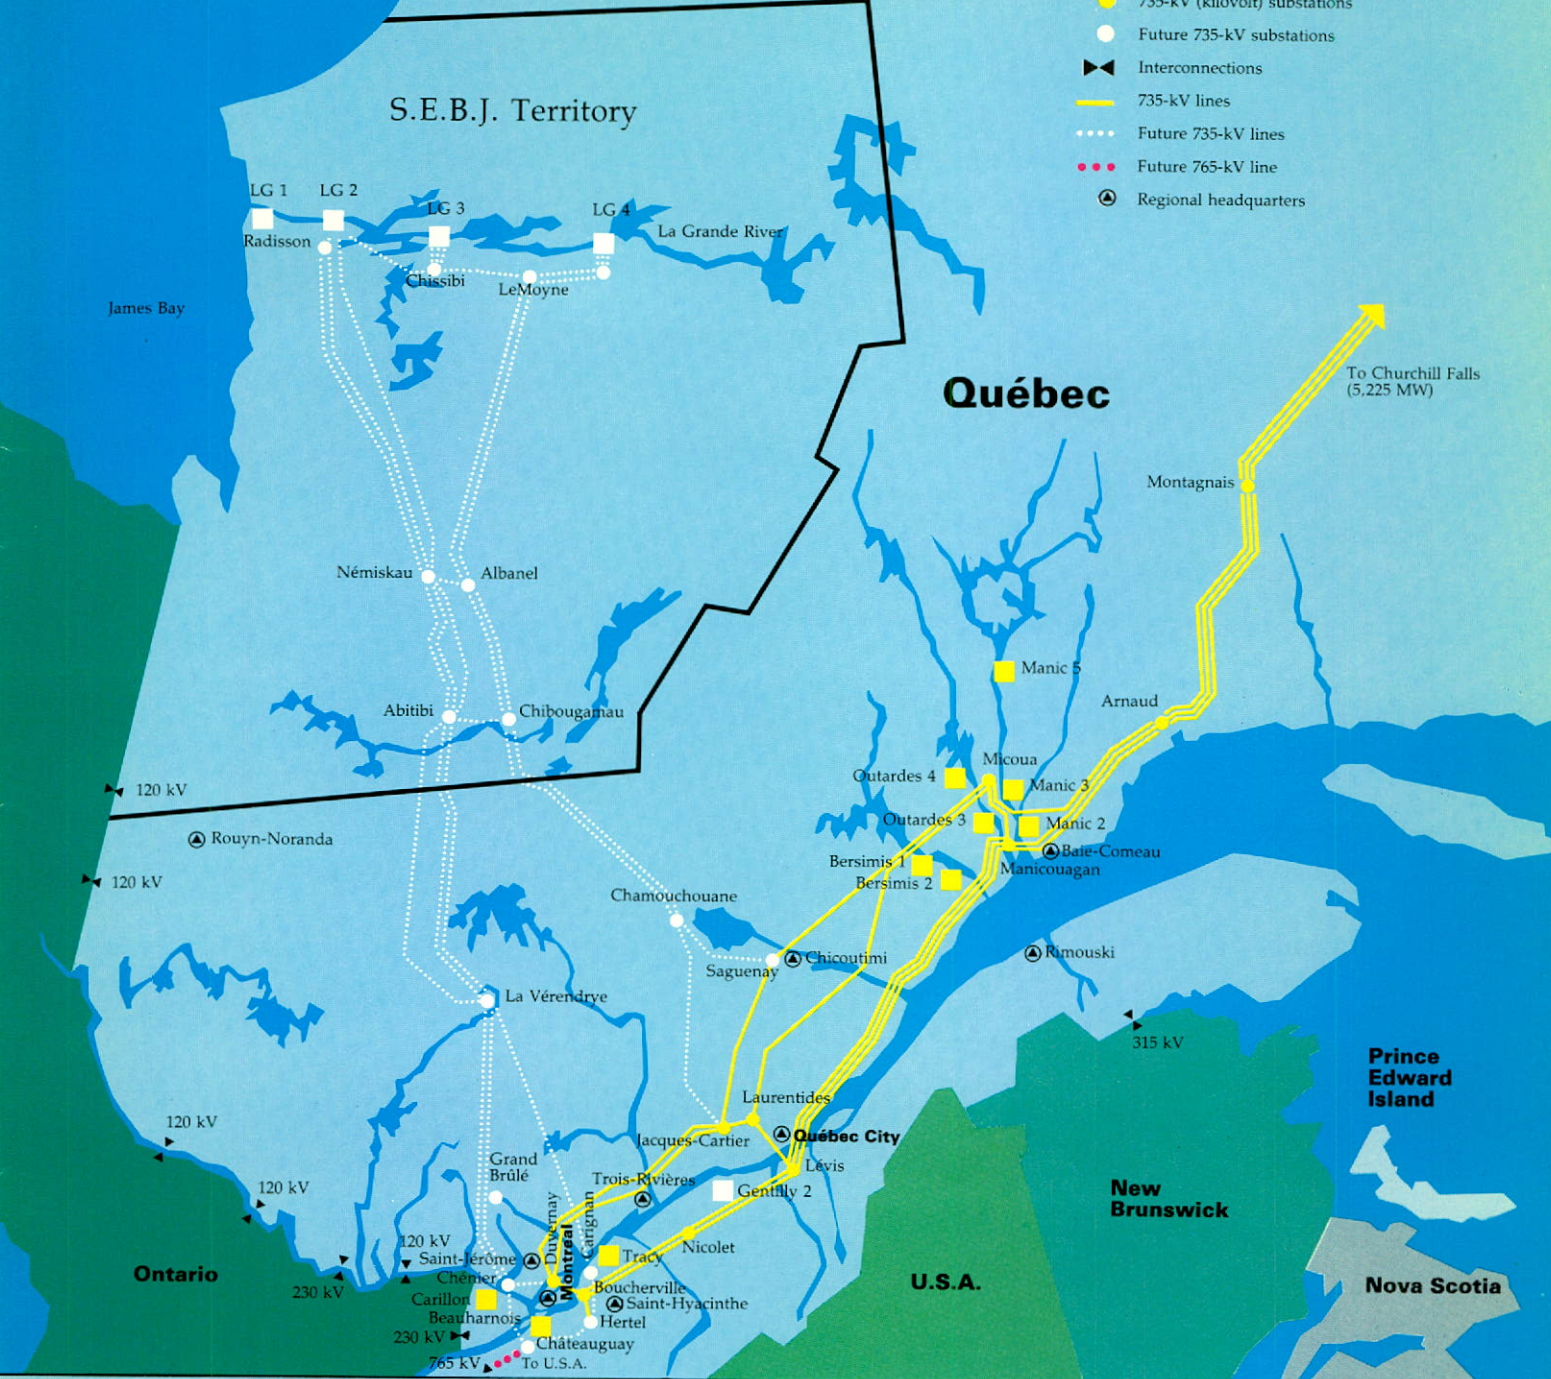 735-kV (kilovolt) substations
Future 735-kV substations
Interconnections
735-kV lines
Future 735-kV lines
Future 765-kV line
Regional headquarters
S.E.B.J. Territory
LG 1
LG 2
LG 3
LG 4
La Grande River
Radisson
Chissibi
LeMoyne
James Bay
Québec
To Churchill Falls
(5,225 MW)
Montagnais
Némiskau
Albanel
Manic 5
Arnaud
Abitibi
Chibougamau
Micoua
Outardes 4
Manic 3
120 kV
Outardes 3
Manic 2
Rouyn-Noranda
Baie-Comeau
Bersimis 1
Manicouagan
120 kV
Bersimis 2
Chamouchouane
Rimouski
Chicoutimi
Saguenay
La Vérendrye
315 kV
Prince
Edward
Island
Laurentides
120 kV
Jacques-Cartier
Québec City
Grand
Brûlé
Lévis
Trois-Rivières
120 kV
Gentilly 2
New
Brunswick
Duvernay
Montréal
Carignan
120 kV
Nicolet
Saint-Jérôme
Tracy
Ontario
Chénier
U.S.A.
Nova Scotia
230 kV
Boucherville
Carillon
Saint-Hyacinthe
Beauharnois
Hertel
230 kV
Châteauguay
765 kV
To U.S.A.